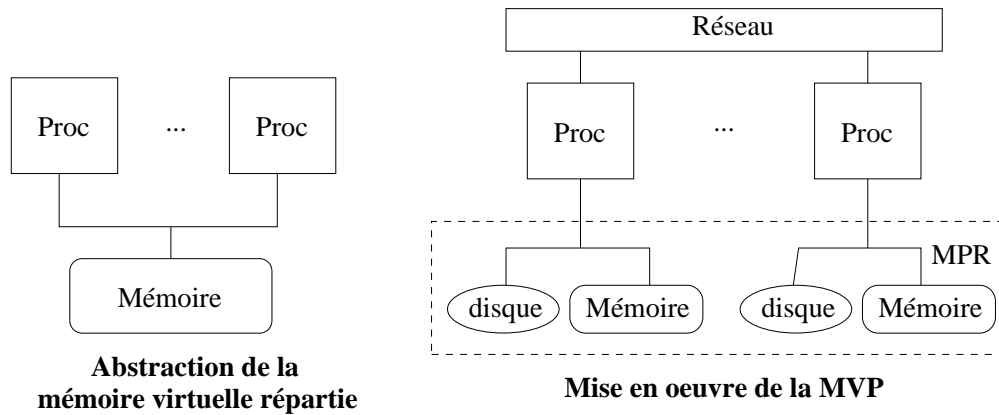 Réseau
Proc
...
Proc
Proc
...
Proc
MPR
Mémoire
disque
Mémoire
disque
Mémoire
Abstraction de la
mémoire virtuelle répartie
Mise en oeuvre de la MVP